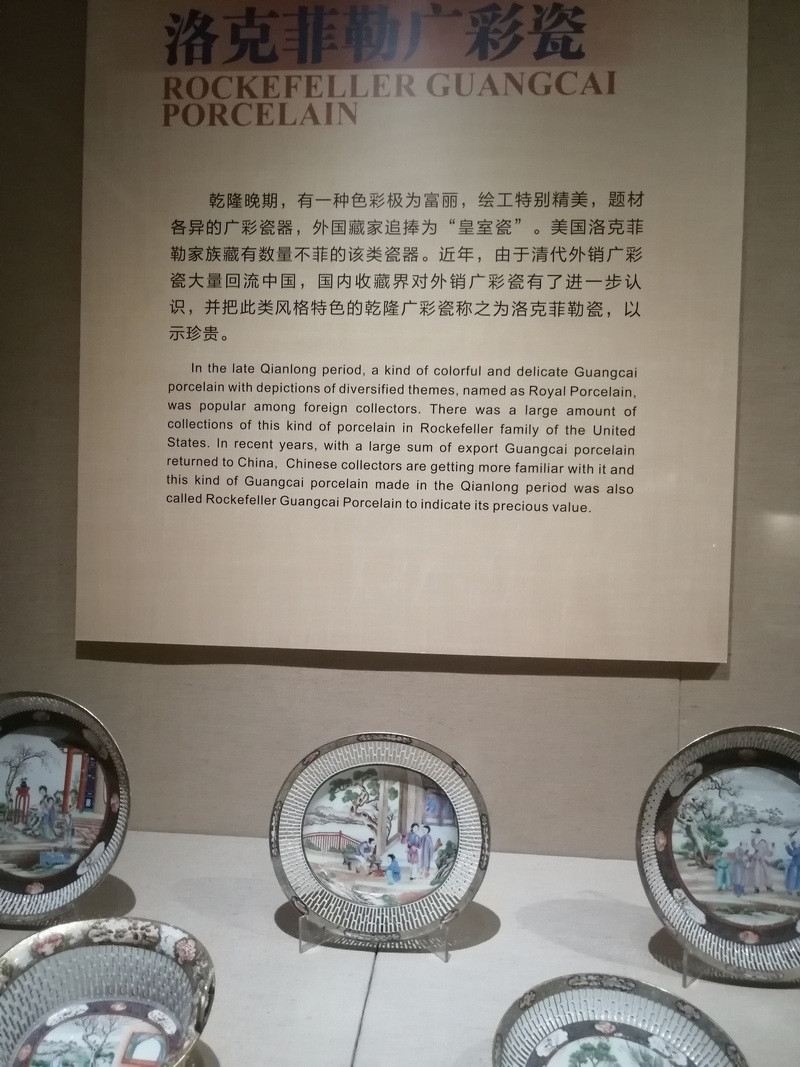 洛克菲勒广彩瓷
ROCKEFELLER GUANGCAI
PORCELAIN
乾隆晚期，有一种色彩极为富丽，绘工特别精美，题材
各异的广彩瓷器，外国藏家追捧为“皇室瓷”。美国洛克菲
勒家族藏有数量不菲的该类瓷器。近年，由于清代外销广彩
瓷大量回流中国，国内收藏界对外销广彩瓷有了进一步认
识，并把此类风格特色的乾隆广彩瓷称之为洛克菲勒瓷，以
示珍贵。
In the late Qianlong period, a kind of colorful and delicate Guangcai
porcelain with depictions of diversified themes, named as Royal Porcelain,
was popular among foreign collectors. There was a large amount of
collections of this kind of porcelain in Rockefeller family of the United
States. In recent years, with a large sum of export Guangcai porcelain
returned to China, Chinese collectors are getting more familiar with it and
this kind of Guangcai porcelain made in the Qianlong period was also
called Rockefeller Guangcai Porcelain to indicate its precious value.